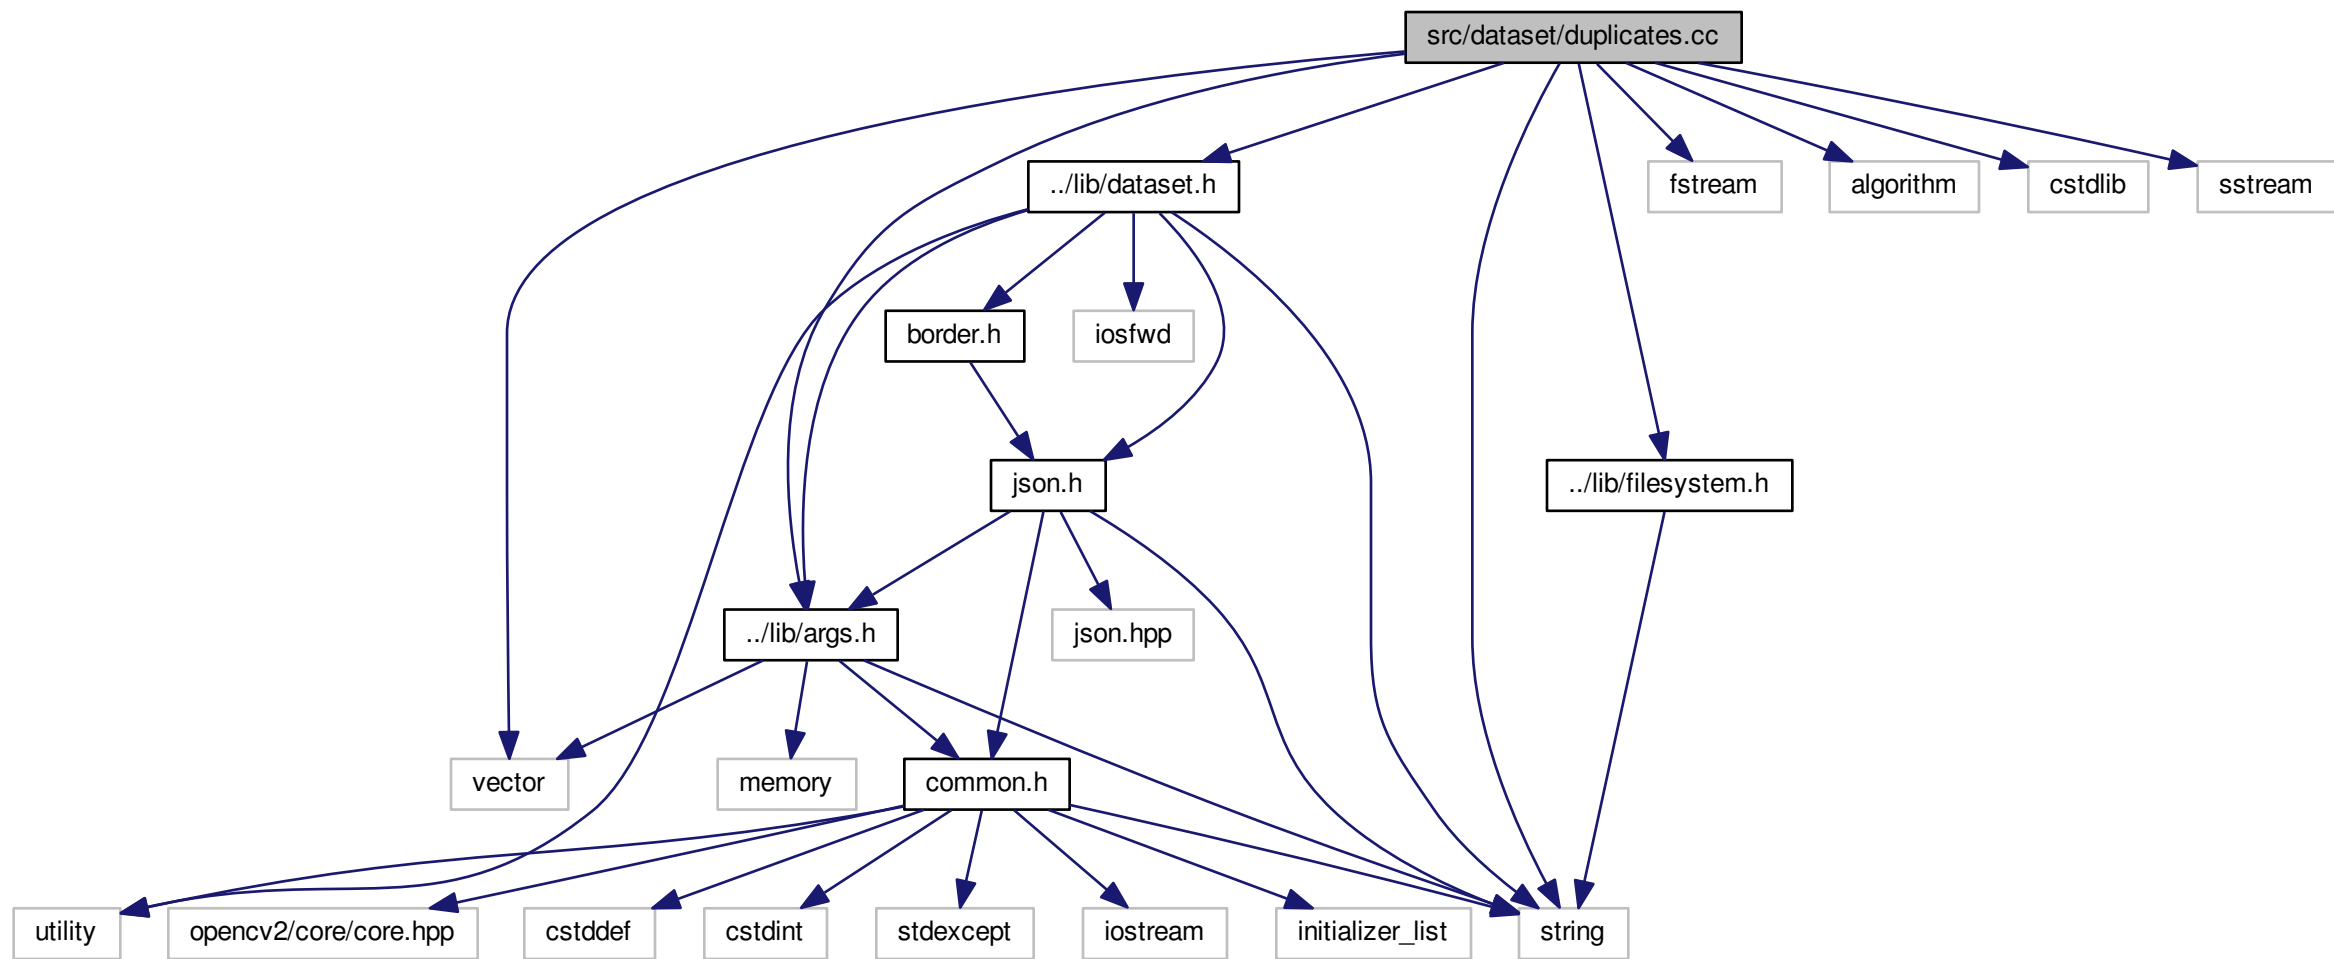 src/dataset/duplicates.cc
../lib/dataset.h
fstream
algorithm
cstdlib
sstream
border.h
iosfwd
json.h
../lib/filesystem.h
../lib/args.h
json.hpp
vector
memory
common.h
utility
opencv2/core/core.hpp
cstddef
cstdint
stdexcept
iostream
initializer_list
string